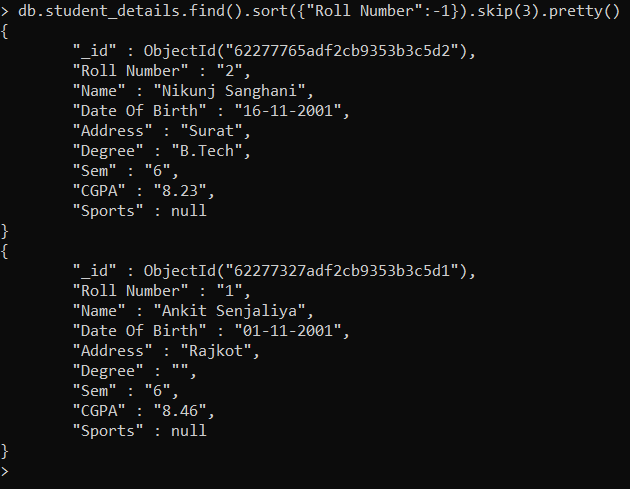 > db.student_details.find().sort({"Roll Number":-1}).skip(3).pretty()
{
        "_id" : ObjectId("62277765adf2cb9353b3c5d2"),
        "Roll Number" : "2",
        "Name" : "Nikunj Sanghani",
        "Date Of Birth" : "16-11-2001",
        "Address" : "Surat",
        "Degree" : "B.Tech",
        "Sem" : "6",
        "CGPA" : "8.23",
        "Sports" : null
}
{
        "_id" : ObjectId("62277327adf2cb9353b3c5d1"),
        "Roll Number" : "1",
        "Name" : "Ankit Senjaliya",
        "Date Of Birth" : "01-11-2001",
        "Address" : "Rajkot",
        "Degree" : "",
        "Sem" : "6",
        "CGPA" : "8.46",
        "Sports" : null
}
>